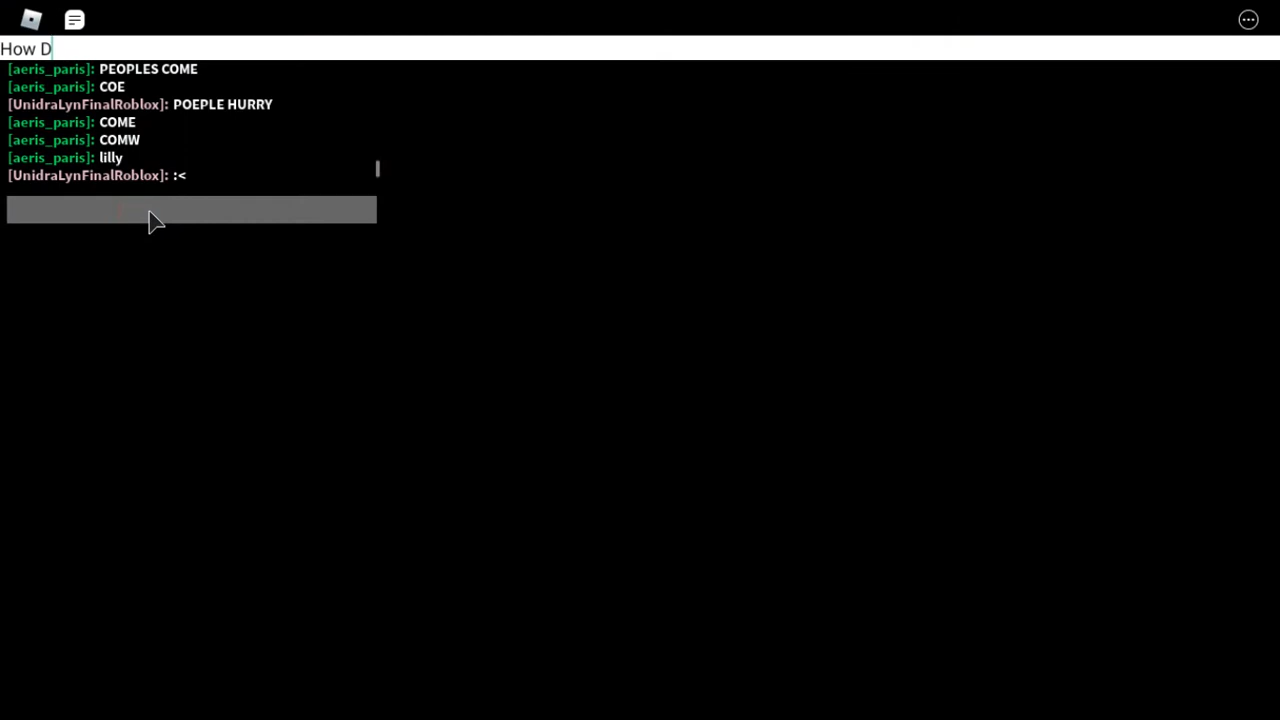 How D
[aeris_paris]: PEOPLES COME
[aeris_paris]: COE
[UnidraLynFinalRoblox]: POEPLE HURRY
[aeris_paris]: COME
[aeris_paris]: COMW
[aeris_paris]: lilly
[UnidraLynFinalRoblox]: :<